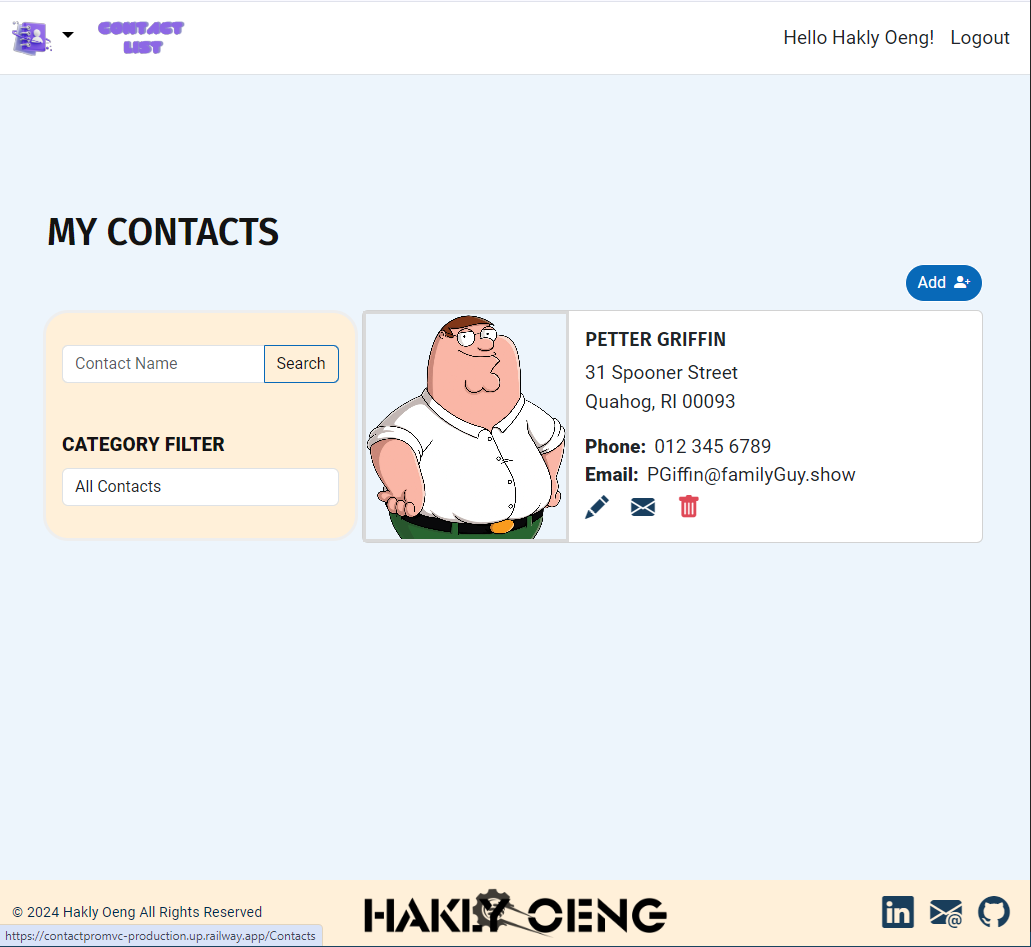 CONTACT
LIST
Hello Hakly Oeng! Logout
MY CONTACTS
Add
Contact Name Search
CATEGORY FILTER
All Contacts
PETTER GRIFFIN
31 Spooner Street
Quahog, RI 00093
Phone: 012 345 6789
Email: PGiffin@familyGuy.show
© 2024 Hakly Oeng All Rights Reserved
HAKLY OENG
in
https://contactpromvc-production.up.railway.app/Contacts